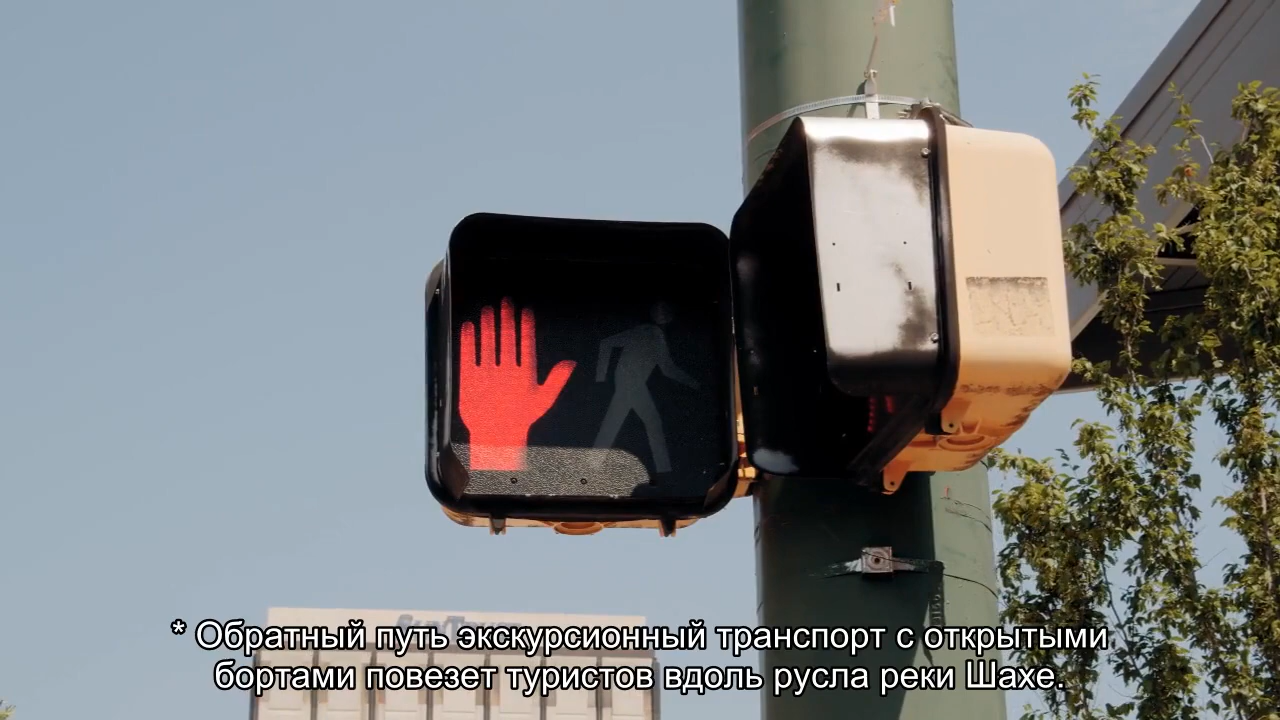 * Обратный путь экскурсионный транспорт с открытыми
бортами повезет туристов вдоль русла реки Шахе.